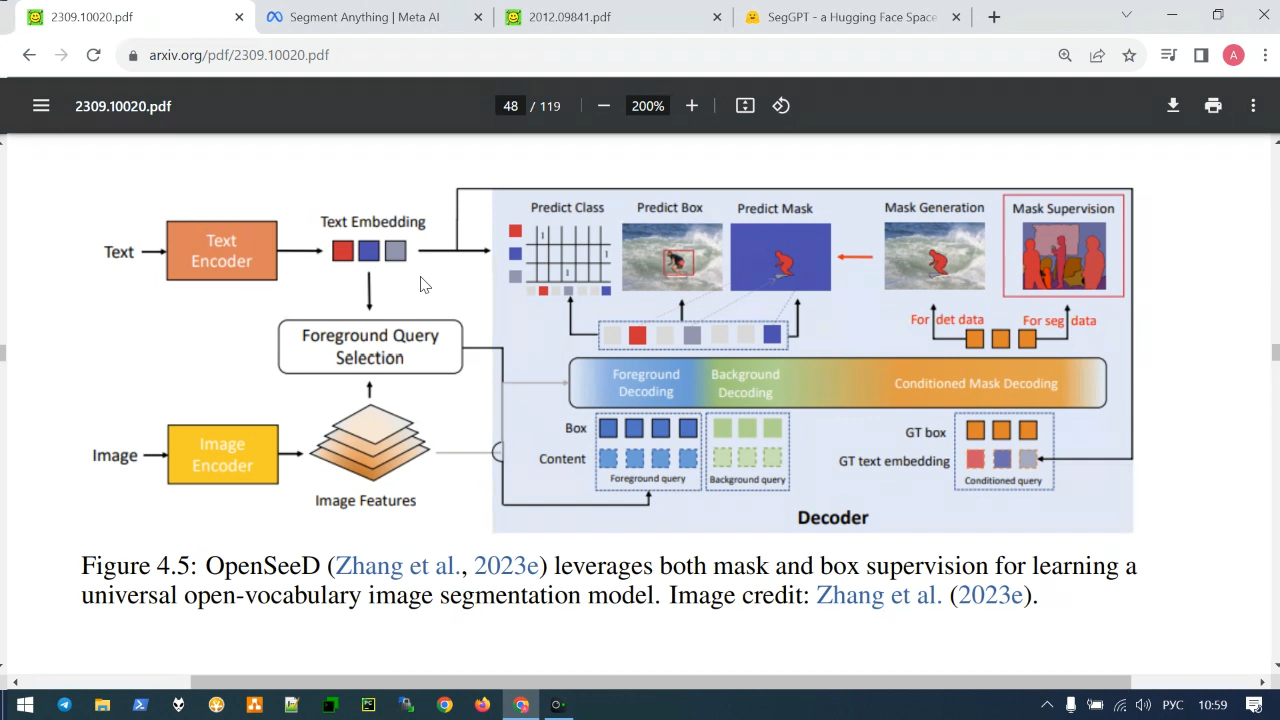 2309.10020.pdf
Segment Anything | Meta AI
2012.09841.pdf
SegGPT - a Hugging Face Space
arxiv.org/pdf/2309.10020.pdf
A
2309.10020.pdf
48 / 119
200%
Predict Class
Predict Box
Predict Mask
Mask Generation
Mask Supervision
Text
Text
Encoder
Text Embedding
1
1
1
For det data
For seg data
Foreground Query
Selection
Foreground
Decoding
Background
Decoding
Conditioned Mask Decoding
Image
Image
Encoder
Image Features
Box
Content
Foreground query
Background query
GT box
GT text embedding
Conditioned query
Decoder
Figure 4.5: OpenSeeD (Zhang et al., 2023e) leverages both mask and box supervision for learning a
universal open-vocabulary image segmentation model. Image credit: Zhang et al. (2023e).
РУС
10:59